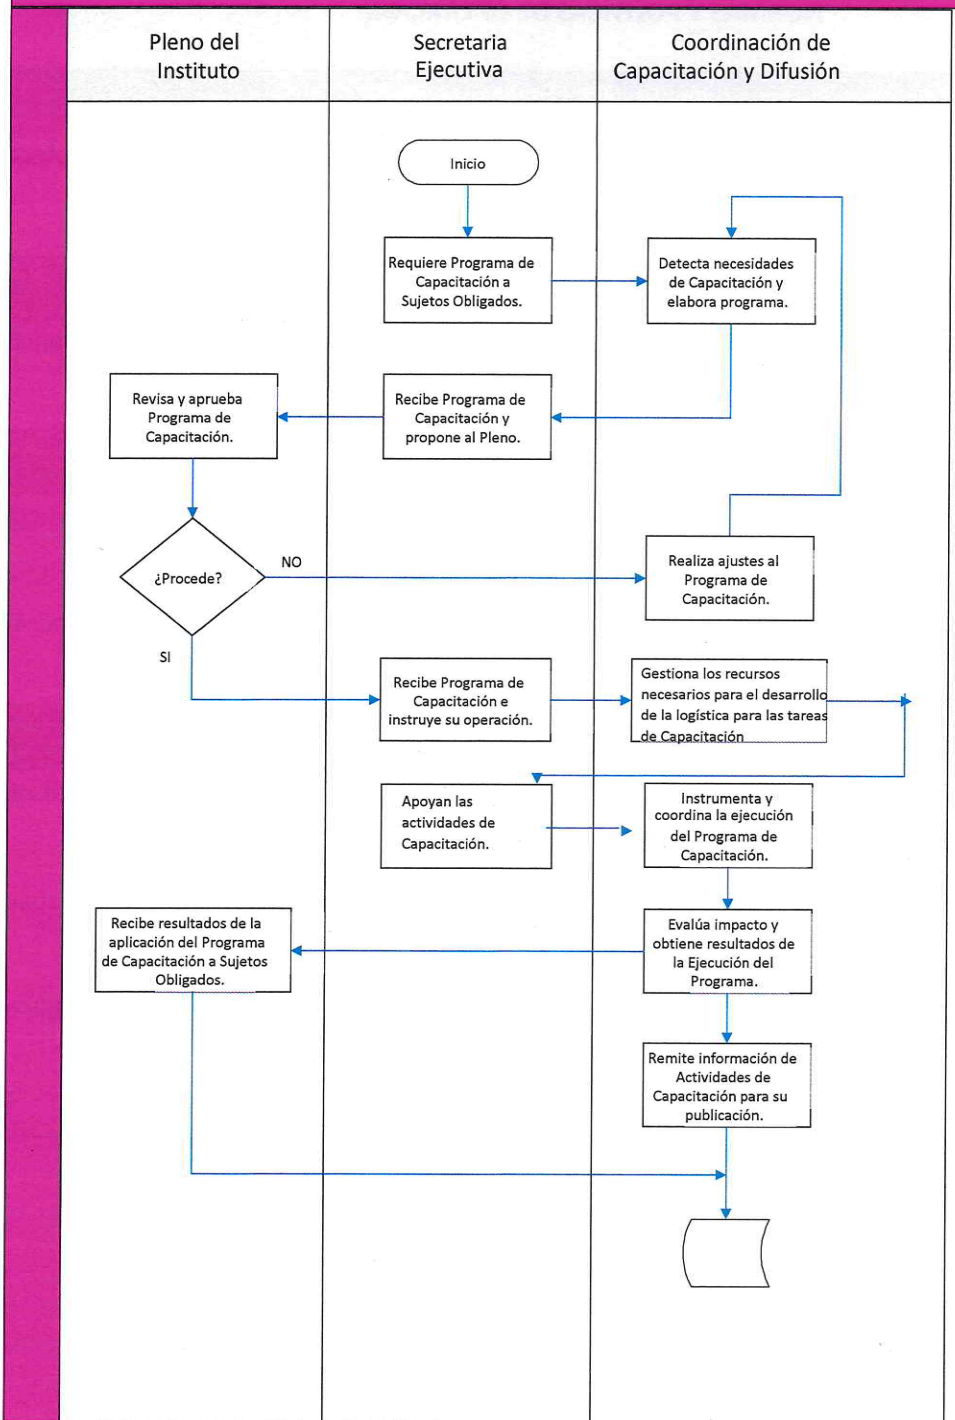 Pleno del
Instituto
Secretaria
Ejecutiva
Coordinación de
Capacitación y Difusión
Inicio
Requiere Programa de
Capacitación a
Sujetos Obligados.
Detecta necesidades
de Capacitación y
elabora programa.
Revisa y aprueba
Programa de
Capacitación.
Recibe Programa de
Capacitación y
propone al Pleno.
¿Procede?
NO
Realiza ajustes al
Programa de
Capacitación.
SI
Recibe Programa de
Capacitación e
instruye su operación.
Gestiona los recursos
necesarios para el desarrollo
de la logística para las tareas
de Capacitación
Apoyan las
actividades de
Capacitación.
Instrumenta y
coordina la ejecución
del Programa de
Capacitación.
Recibe resultados de la
aplicación del Programa
de Capacitación a Sujetos
Obligados.
Evalúa impacto y
obtiene resultados de
la Ejecución del
Programa.
Remite información de
Actividades de
Capacitación para su
publicación.